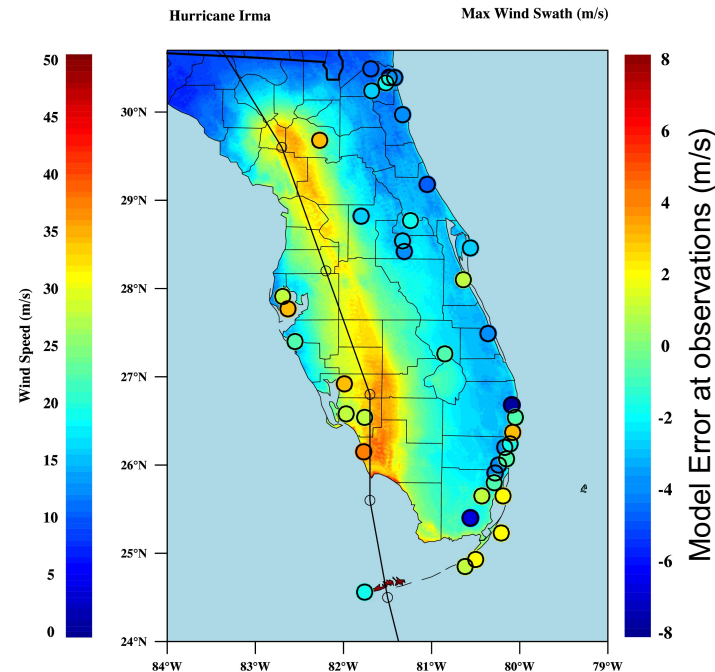 Hurricane Irma
Max Wind Swath (m/s)
50
45
40
35
30
25
20
15
10
5
0
Wind Speed (m/s)
30°N
29°N
28°N
27°N
26°N
25°N
24°N
84°W
83°W
82°W
81°W
80°W
79°W
8
6
4
2
0
-2
-4
-6
-8
Model Error at observations (m/s)